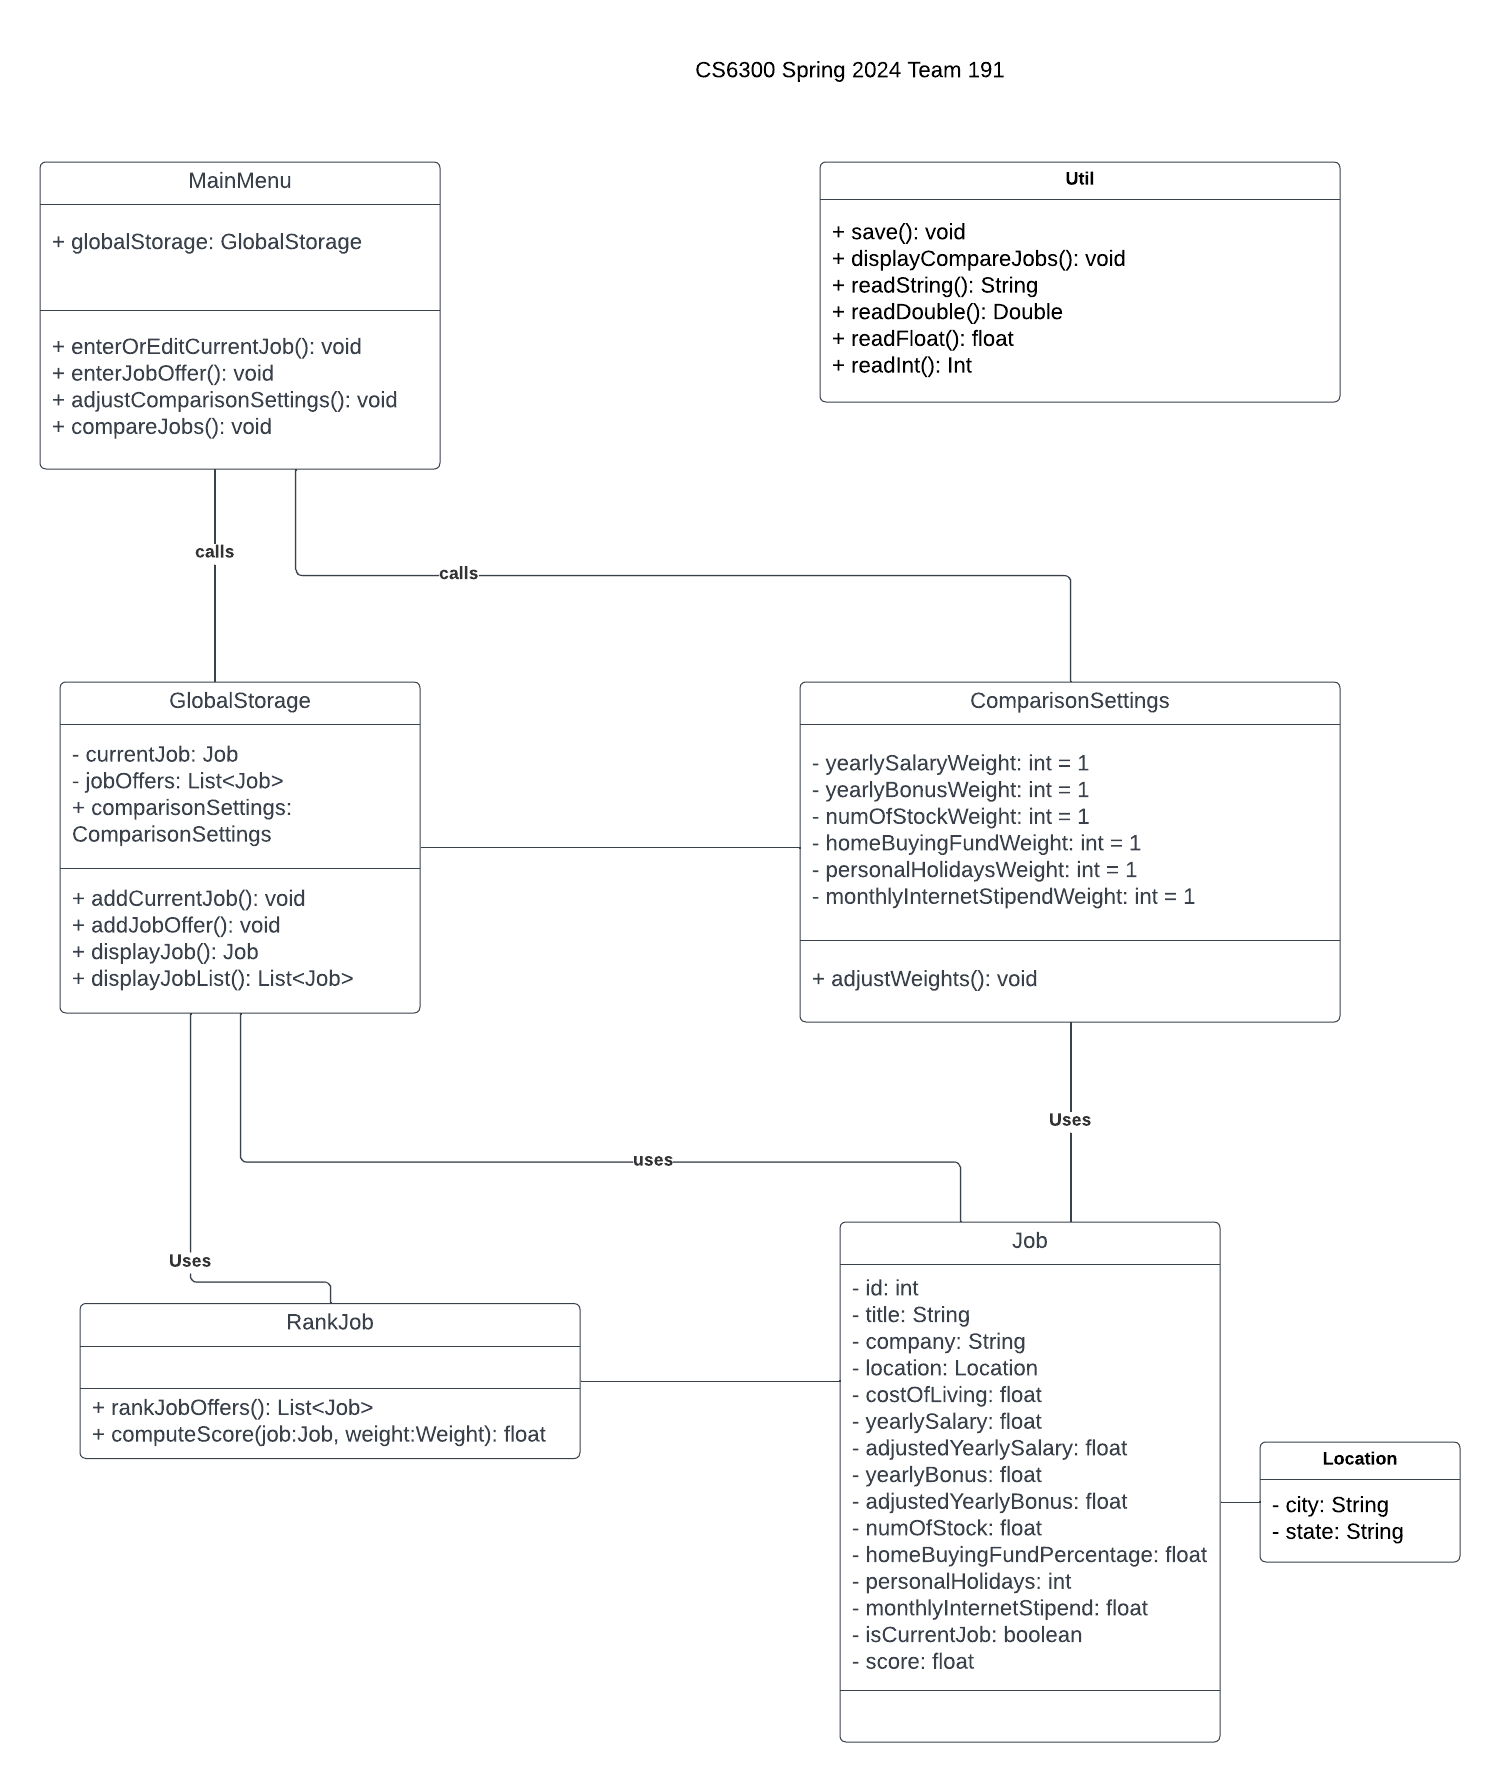 CS6300 Spring 2024 Team 191
MainMenu
+ globalStorage: GlobalStorage
+ enterOrEditCurrentJob(): void
+ enterJobOffer(): void
+ adjustComparisonSettings(): void
+ compareJobs(): void
Util
+ save(): void
+ displayCompareJobs(): void
+ readString(): String
+ readDouble(): Double
+ readFloat(): float
+ readInt(): Int
calls
calls
GlobalStorage
- currentJob: Job
- jobOffers: List<Job>
+ comparisonSettings:
ComparisonSettings
+ addCurrentJob(): void
+ addJobOffer(): void
+ displayJob(): Job
+ displayJobList(): List<Job>
ComparisonSettings
- yearlySalaryWeight: int = 1
- yearlyBonusWeight: int = 1
- numOfStockWeight: int = 1
- homeBuyingFundWeight: int = 1
- personalHolidaysWeight: int = 1
- monthlyInternetStipendWeight: int = 1
+ adjustWeights(): void
Uses
uses
Uses
RankJob
+ rankJobOffers(): List<Job>
+ computeScore(job:Job, weight:Weight): float
Job
- id: int
- title: String
- company: String
- location: Location
- costOfLiving: float
- yearlySalary: float
- adjustedYearlySalary: float
- yearlyBonus: float
- adjustedYearlyBonus: float
- numOfStock: float
- homeBuyingFundPercentage: float
- personalHolidays: int
- monthlyInternetStipend: float
- isCurrentJob: boolean
- score: float
Location
- city: String
- state: String